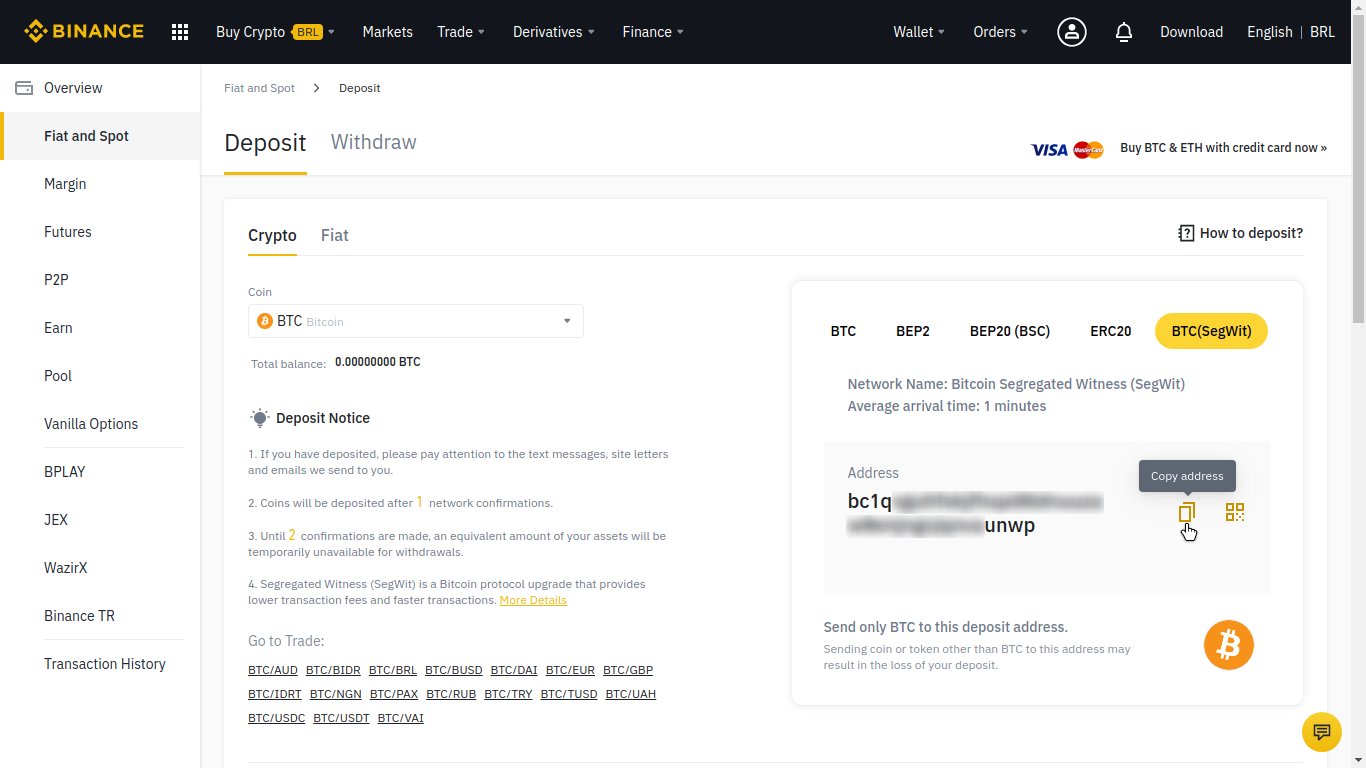 BINANCE
Buy Crypto BRL
Markets
Trade
Derivatives
Finance
Wallet
Orders
Download
English | BRL
Overview
Fiat and Spot
Margin
Futures
P2P
Earn
Pool
Vanilla Options
BPLAY
JEX
WazirX
Binance TR
Transaction History
Fiat and Spot > Deposit
Deposit
Withdraw
VISA MasterCard Buy BTC & ETH with credit card now »
Crypto
Fiat
How to deposit?
Coin
BTC Bitcoin
Total balance: 0.00000000 BTC
Deposit Notice
1. If you have deposited, please pay attention to the text messages, site letters
and emails we send to you.
2. Coins will be deposited after 1 network confirmations.
3. Until 2 confirmations are made, an equivalent amount of your assets will be
temporarily unavailable for withdrawals.
4. Segregated Witness (SegWit) is a Bitcoin protocol upgrade that provides
lower transaction fees and faster transactions. More Details
Go to Trade:
BTC/AUD BTC/BIDR BTC/BRL BTC/BUSD BTC/DAI BTC/EUR BTC/GBP
BTC/IDRT BTC/NGN BTC/PAX BTC/RUB BTC/TRY BTC/TUSD BTC/UAH
BTC/USDC BTC/USDT BTC/VAI
BTC BEP2 BEP20 (BSC) ERC20 BTC(SegWit)
Network Name: Bitcoin Segregated Witness (SegWit)
Average arrival time: 1 minutes
Address
Copy address
bc1q
unwp
Send only BTC to this deposit address.
Sending coin or token other than BTC to this address may
result in the loss of your deposit.